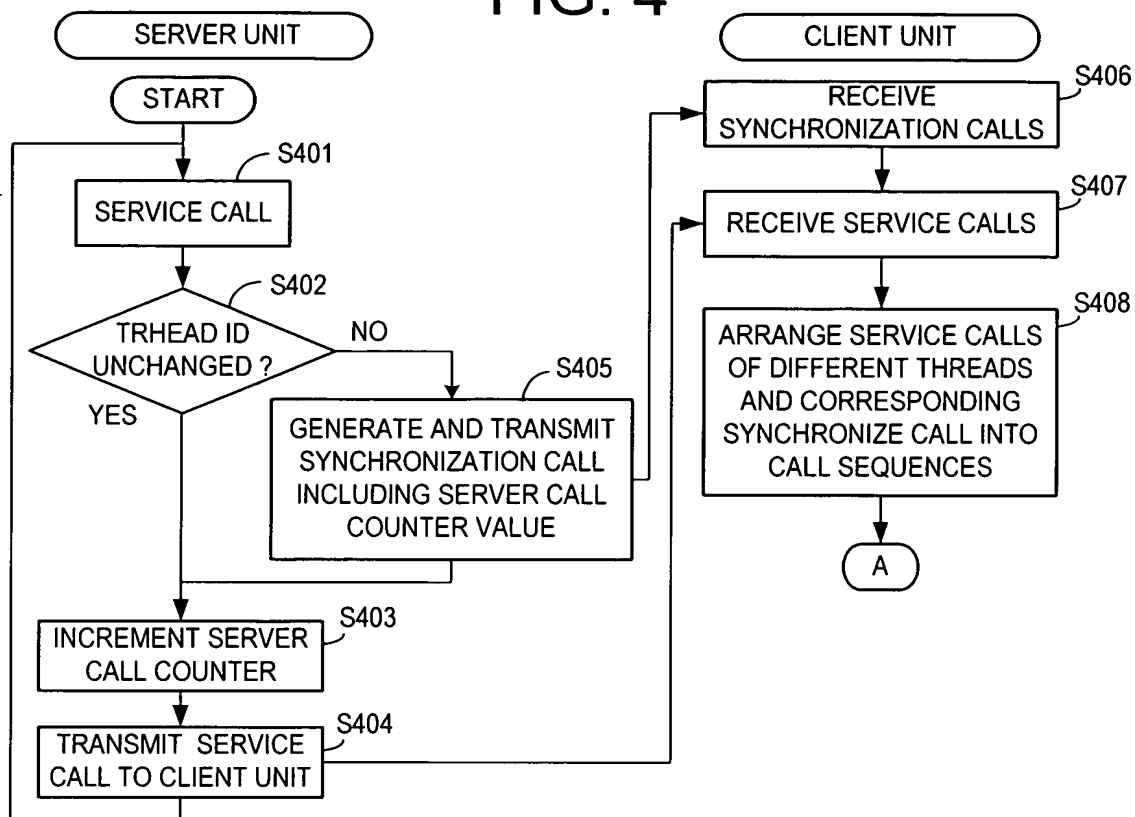 FIG. 4
SERVER UNIT
START
S401
SERVICE CALL
S402
TRHEAD ID
UNCHANGED ?
NO
YES
S405
GENERATE AND TRANSMIT
SYNCHRONIZATION CALL
INCLUDING SERVER CALL
COUNTER VALUE
S403
INCREMENT SERVER
CALL COUNTER
S404
TRANSMIT SERVICE
CALL TO CLIENT UNIT
CLIENT UNIT
S406
RECEIVE
SYNCHRONIZATION CALLS
S407
RECEIVE SERVICE CALLS
S408
ARRANGE SERVICE CALLS
OF DIFFERENT THREADS
AND CORRESPONDING
SYNCHRONIZE CALL INTO
CALL SEQUENCES
A